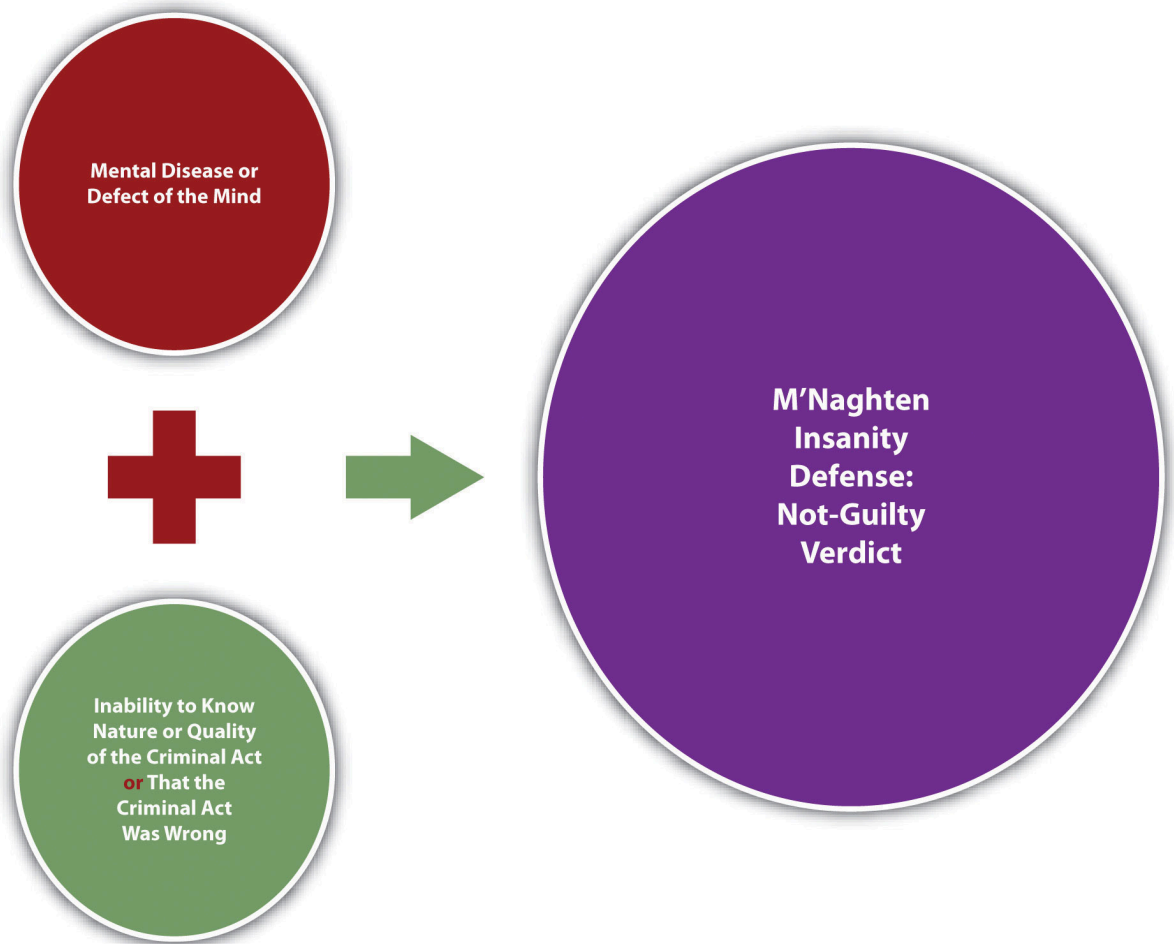 Mental Disease or
Defect of the Mind
Inability to Know
Nature or Quality
of the Criminal Act
or That the
Criminal Act
Was Wrong
M’Naghten
Insanity
Defense:
Not-Guilty
Verdict